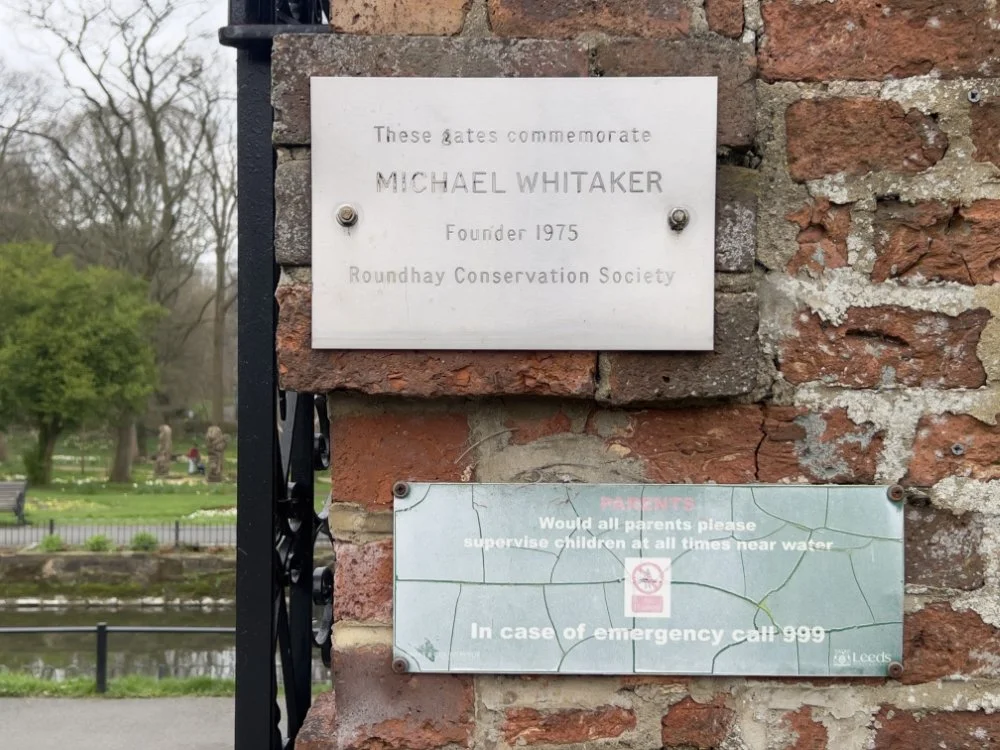 These gates commemorate
MICHAEL WHITAKER
Founder 1975
Roundhay Conservation Society
PARENTS
Would all parents please
supervise children at all times near water
In case of emergency call 999
Leeds